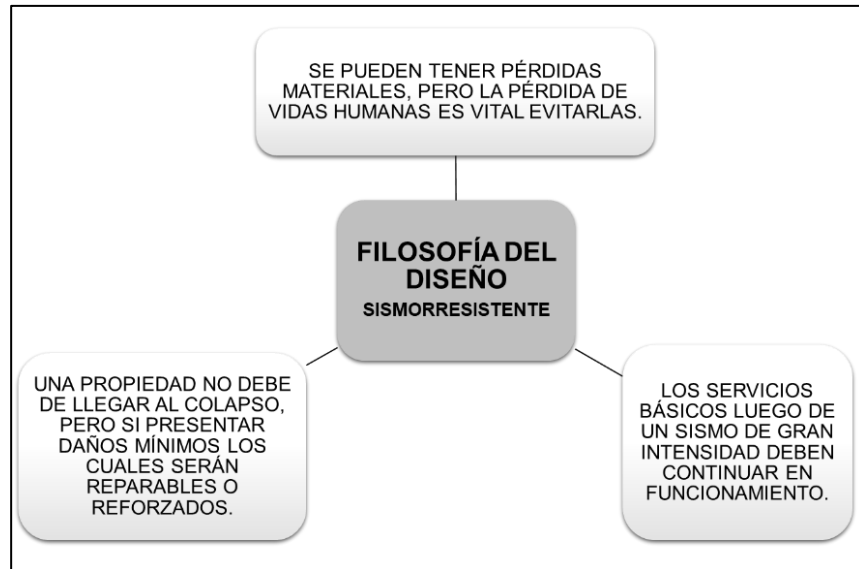 SE PUEDEN TENER PÉRDIDAS
MATERIALES, PERO LA PÉRDIDA DE
VIDAS HUMANAS ES VITAL EVITARLAS.
FILOSOFÍA DEL
DISEÑO
SISMORRESISTENTE
UNA PROPIEDAD NO DEBE
DE LLEGAR AL COLAPSO,
PERO SI PRESENTAR
DAÑOS MÍNIMOS LOS
CUALES SERÁN
REPARABLES O
REFORZADOS.
LOS SERVICIOS
BÁSICOS LUEGO DE
UN SISMO DE GRAN
INTENSIDAD DEBEN
CONTINUAR EN
FUNCIONAMIENTO.